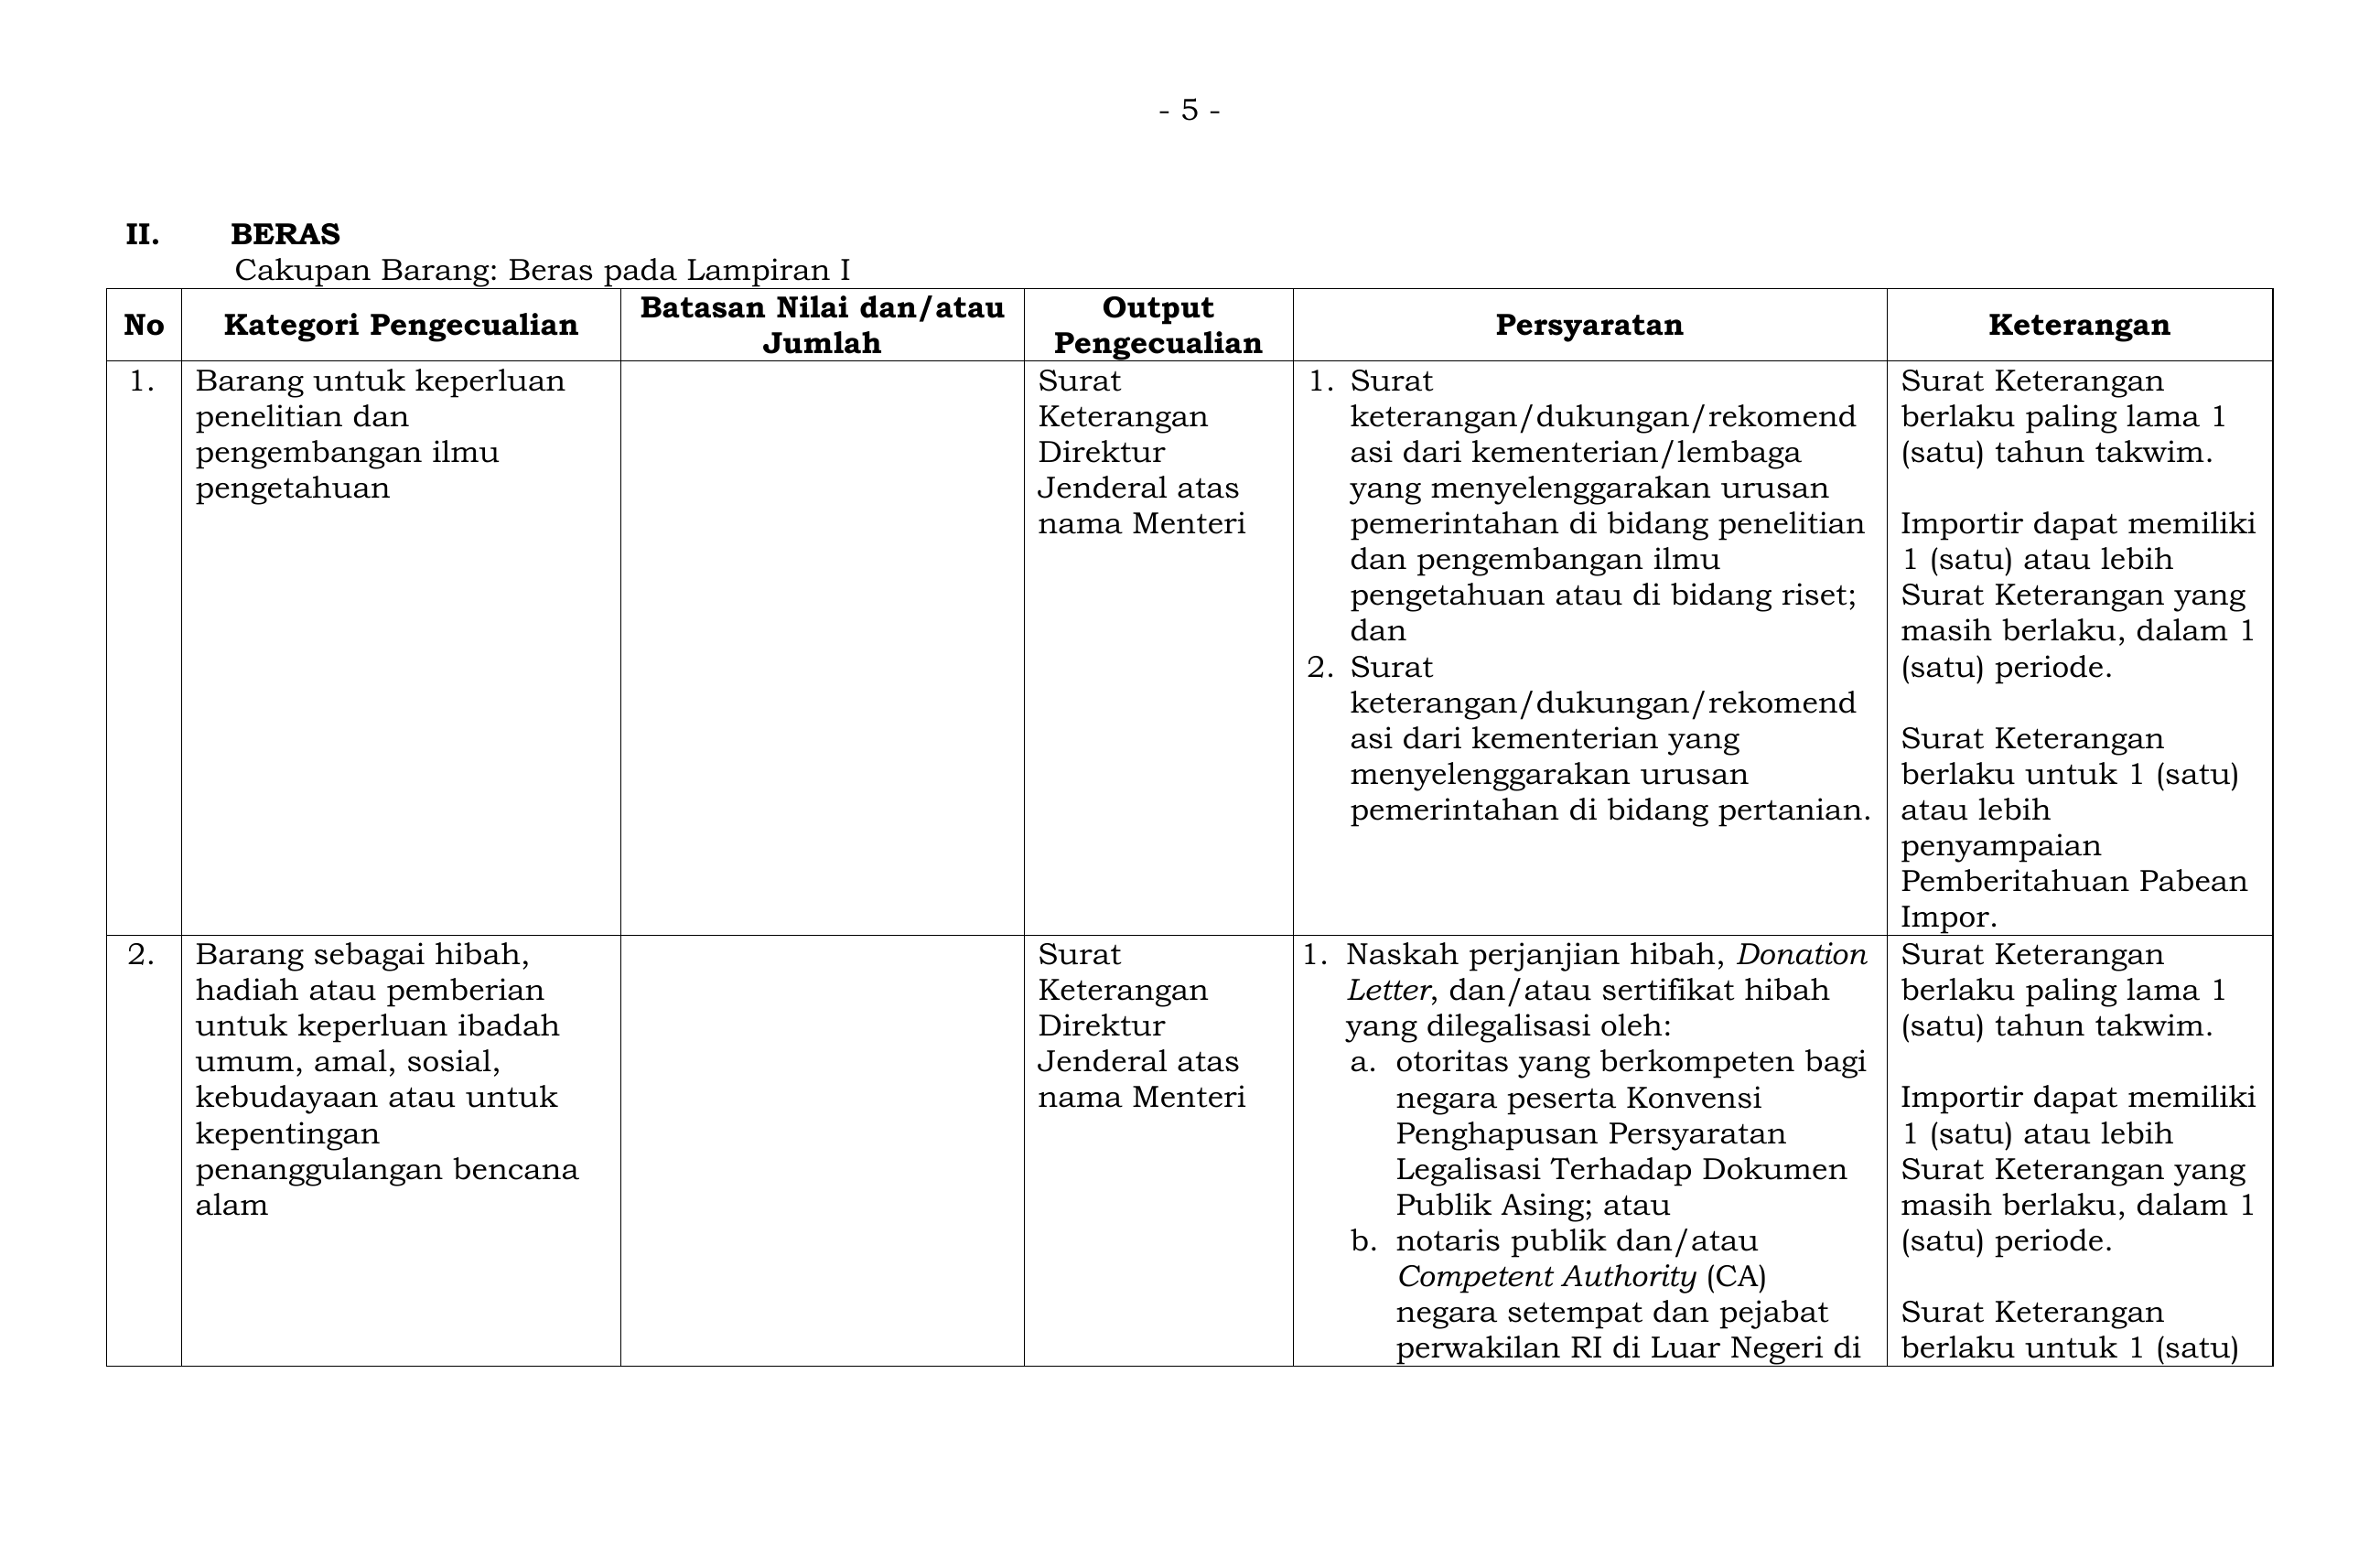 - 5 -
II. BERAS
Cakupan Barang: Beras pada Lampiran I
No
Kategori Pengecualian
Batasan Nilai dan/atau
Jumlah
Output
Pengecualian
Persyaratan
Keterangan
1.
Barang untuk keperluan
penelitian dan
pengembangan ilmu
pengetahuan
Surat
Keterangan
Direktur
Jenderal atas
nama Menteri
1. Surat
keterangan/dukungan/rekomend
asi dari kementerian/lembaga
yang menyelenggarakan urusan
pemerintahan di bidang penelitian
dan pengembangan ilmu
pengetahuan atau di bidang riset;
dan
2. Surat
keterangan/dukungan/rekomend
asi dari kementerian yang
menyelenggarakan urusan
pemerintahan di bidang pertanian.
Surat Keterangan
berlaku paling lama 1
(satu) tahun takwim.
Importir dapat memiliki
1 (satu) atau lebih
Surat Keterangan yang
masih berlaku, dalam 1
(satu) periode.
Surat Keterangan
berlaku untuk 1 (satu)
atau lebih
penyampaian
Pemberitahuan Pabean
Impor.
2.
Barang sebagai hibah,
hadiah atau pemberian
untuk keperluan ibadah
umum, amal, sosial,
kebudayaan atau untuk
kepentingan
penanggulangan bencana
alam
Surat
Keterangan
Direktur
Jenderal atas
nama Menteri
1. Naskah perjanjian hibah, Donation
Letter, dan/atau sertifikat hibah
yang dilegalisasi oleh:
a. otoritas yang berkompeten bagi
negara peserta Konvensi
Penghapusan Persyaratan
Legalisasi Terhadap Dokumen
Publik Asing; atau
b. notaris publik dan/atau
Competent Authority (CA)
negara setempat dan pejabat
perwakilan RI di Luar Negeri di
Surat Keterangan
berlaku paling lama 1
(satu) tahun takwim.
Importir dapat memiliki
1 (satu) atau lebih
Surat Keterangan yang
masih berlaku, dalam 1
(satu) periode.
Surat Keterangan
berlaku untuk 1 (satu)